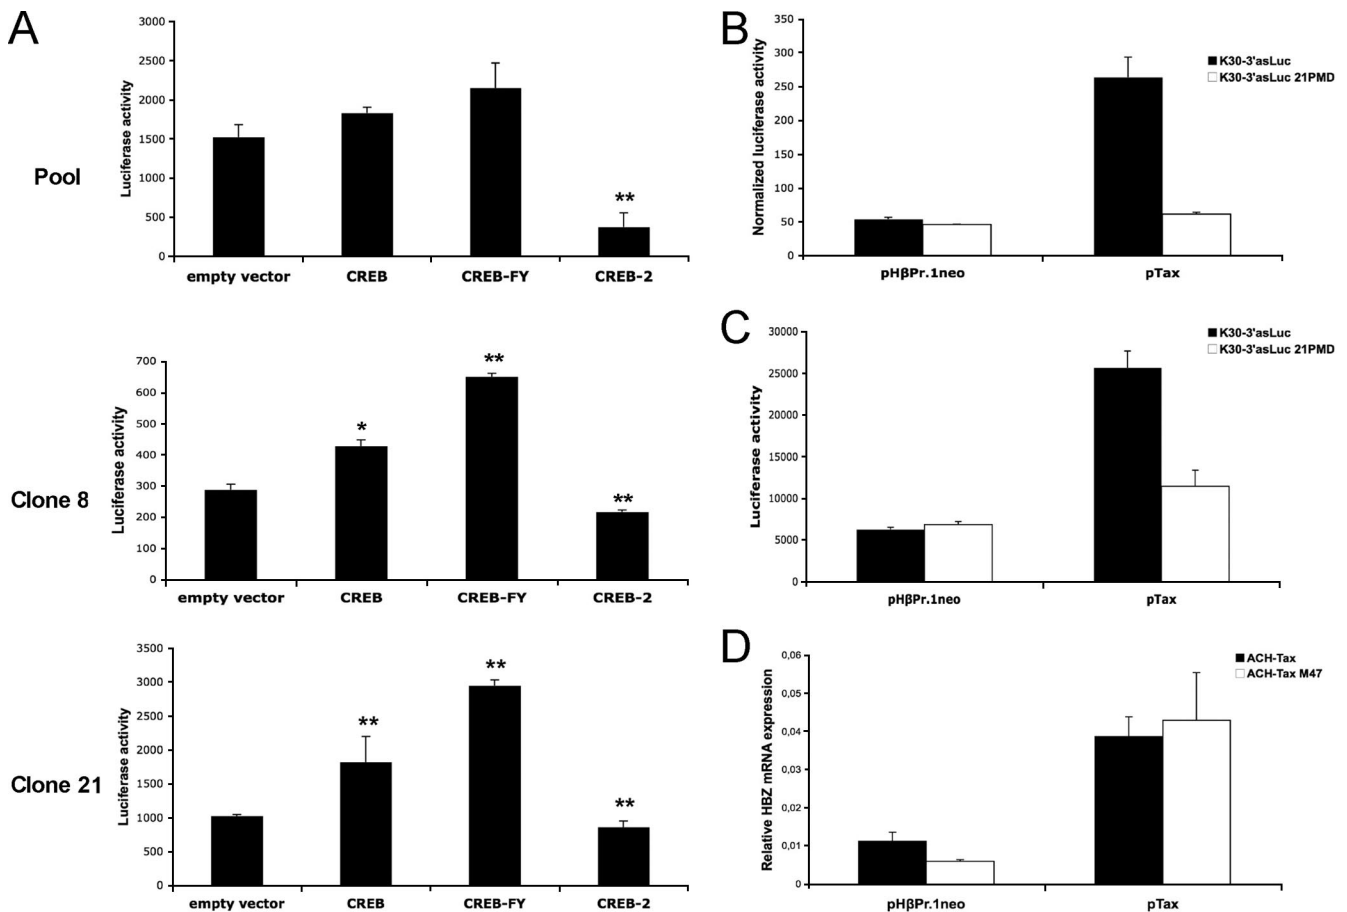 A
Pool
Luciferase activity
3000
2500
2000
1500
1000
500
0
**
empty vector CREB CREB-FY CREB-2
Clone 8
Luciferase activity
700
600
500
400
300
200
100
0
* ** **
empty vector CREB CREB-FY CREB-2
Clone 21
Luciferase activity
3500
3000
2500
2000
1500
1000
500
0
** ** **
empty vector CREB CREB-FY CREB-2
B
Normalized luciferase activity
350
300
250
200
150
100
50
0
K30-3'asLuc
K30-3'asLuc 21PMD
pHβPr.1neo pTax
C
Luciferase activity
30000
25000
20000
15000
10000
5000
0
K30-3'asLuc
K30-3'asLuc 21PMD
pHβPr.1neo pTax
D
Relative HBZ mRNA expression
0,06
0,05
0,04
0,03
0,02
0,01
0
ACH-Tax
ACH-Tax M47
pHβPr.1neo pTax